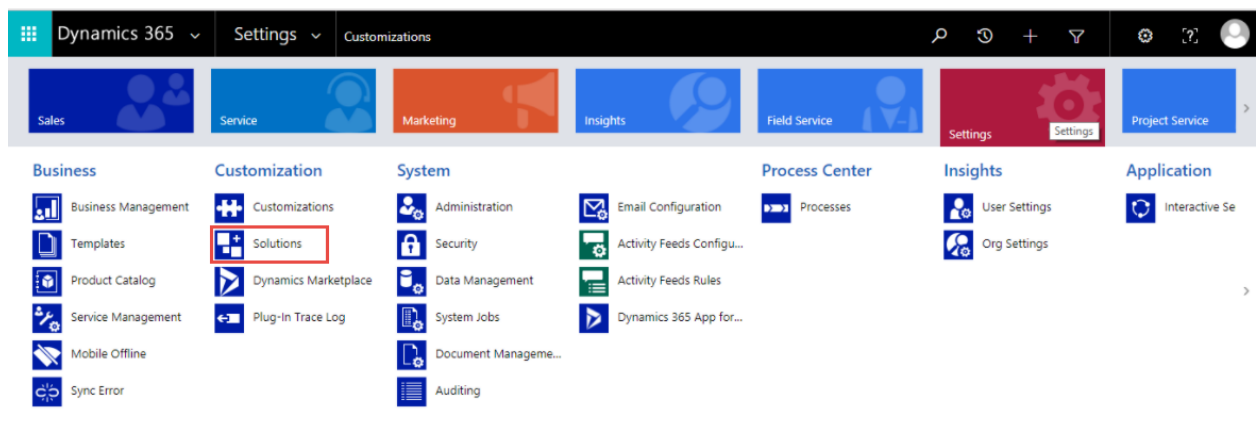 Dynamics 365 Settings Customizations
Sales
Service
Marketing
Insights
Field Service
Settings
Settings
Project Service
Business
Business Management
Templates
Product Catalog
Service Management
Mobile Offline
Sync Error
Customization
Customizations
Solutions
Dynamics Marketplace
Plug-In Trace Log
System
Administration
Security
Data Management
System Jobs
Document Manageme...
Auditing
Email Configuration
Activity Feeds Configu...
Activity Feeds Rules
Dynamics 365 App for...
Process Center
Processes
Insights
User Settings
Org Settings
Application
Interactive Se